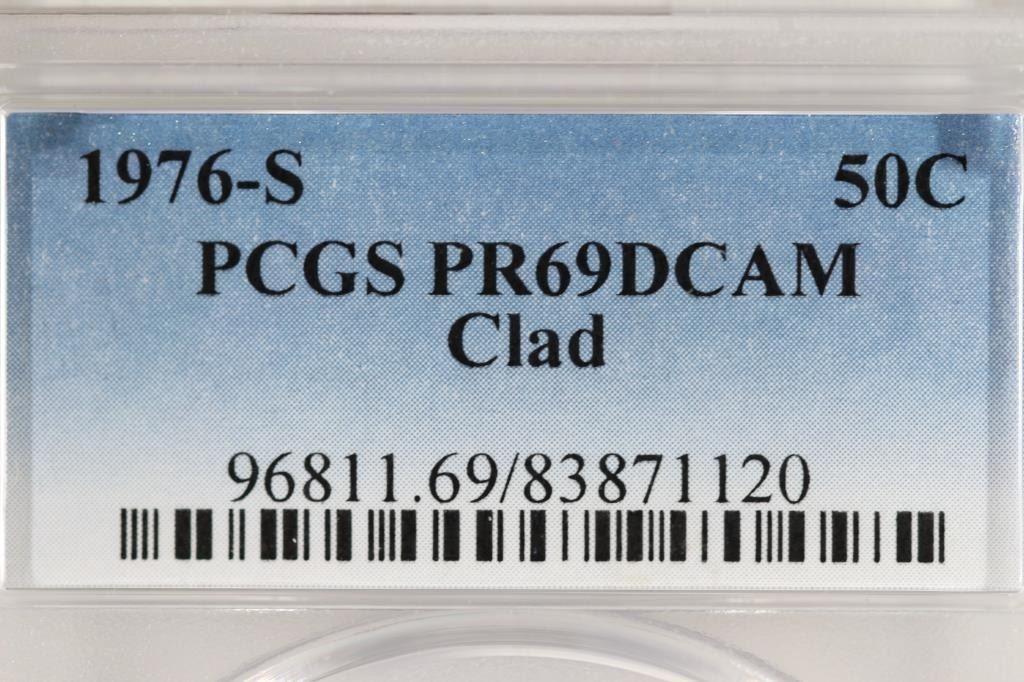 1976-S 50C
PCGS PR69DCAM
Clad
96811.69/83871120